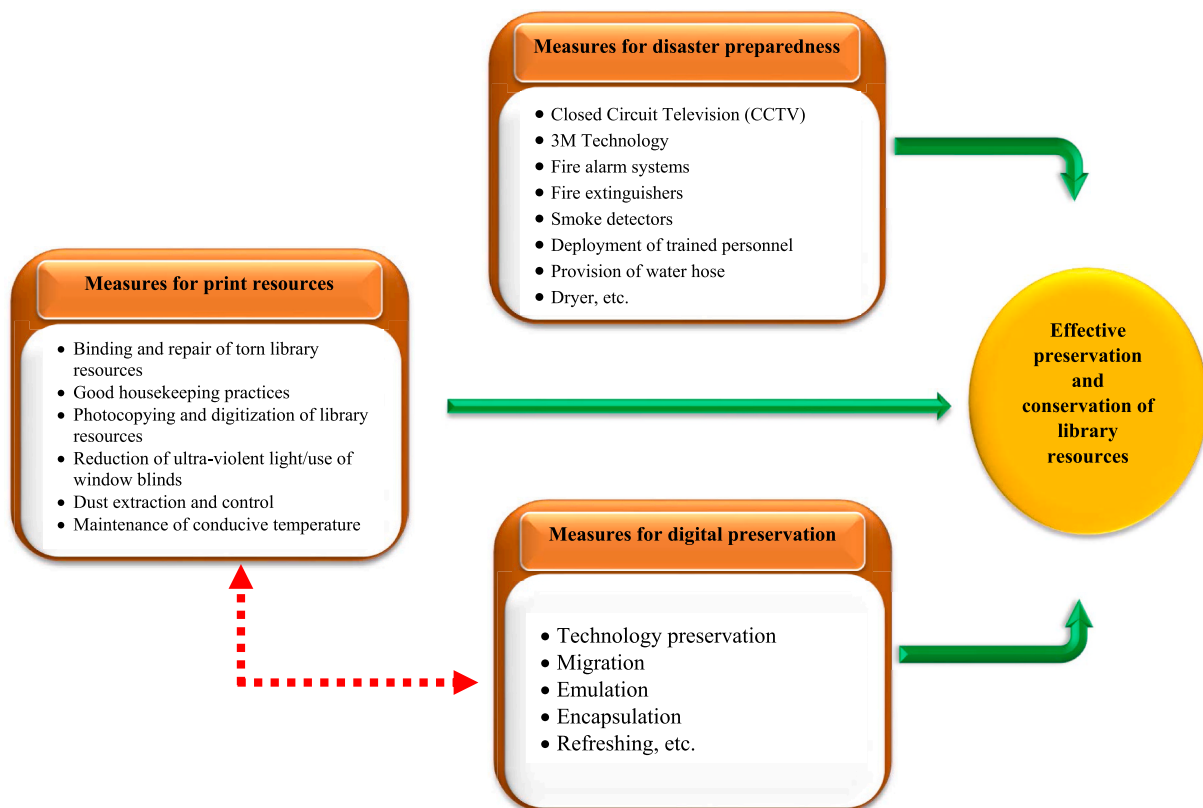 Measures for disaster preparedness
• Closed Circuit Television (CCTV)
• 3M Technology
• Fire alarm systems
• Fire extinguishers
• Smoke detectors
• Deployment of trained personnel
• Provision of water hose
• Dryer, etc.
Measures for print resources
• Binding and repair of torn library
resources
• Good housekeeping practices
• Photocopying and digitization of library
resources
• Reduction of ultra-violent light/use of
window blinds
• Dust extraction and control
• Maintenance of conducive temperature
Effective
preservation
and
conservation of
library
resources
Measures for digital preservation
• Technology preservation
• Migration
• Emulation
• Encapsulation
• Refreshing, etc.